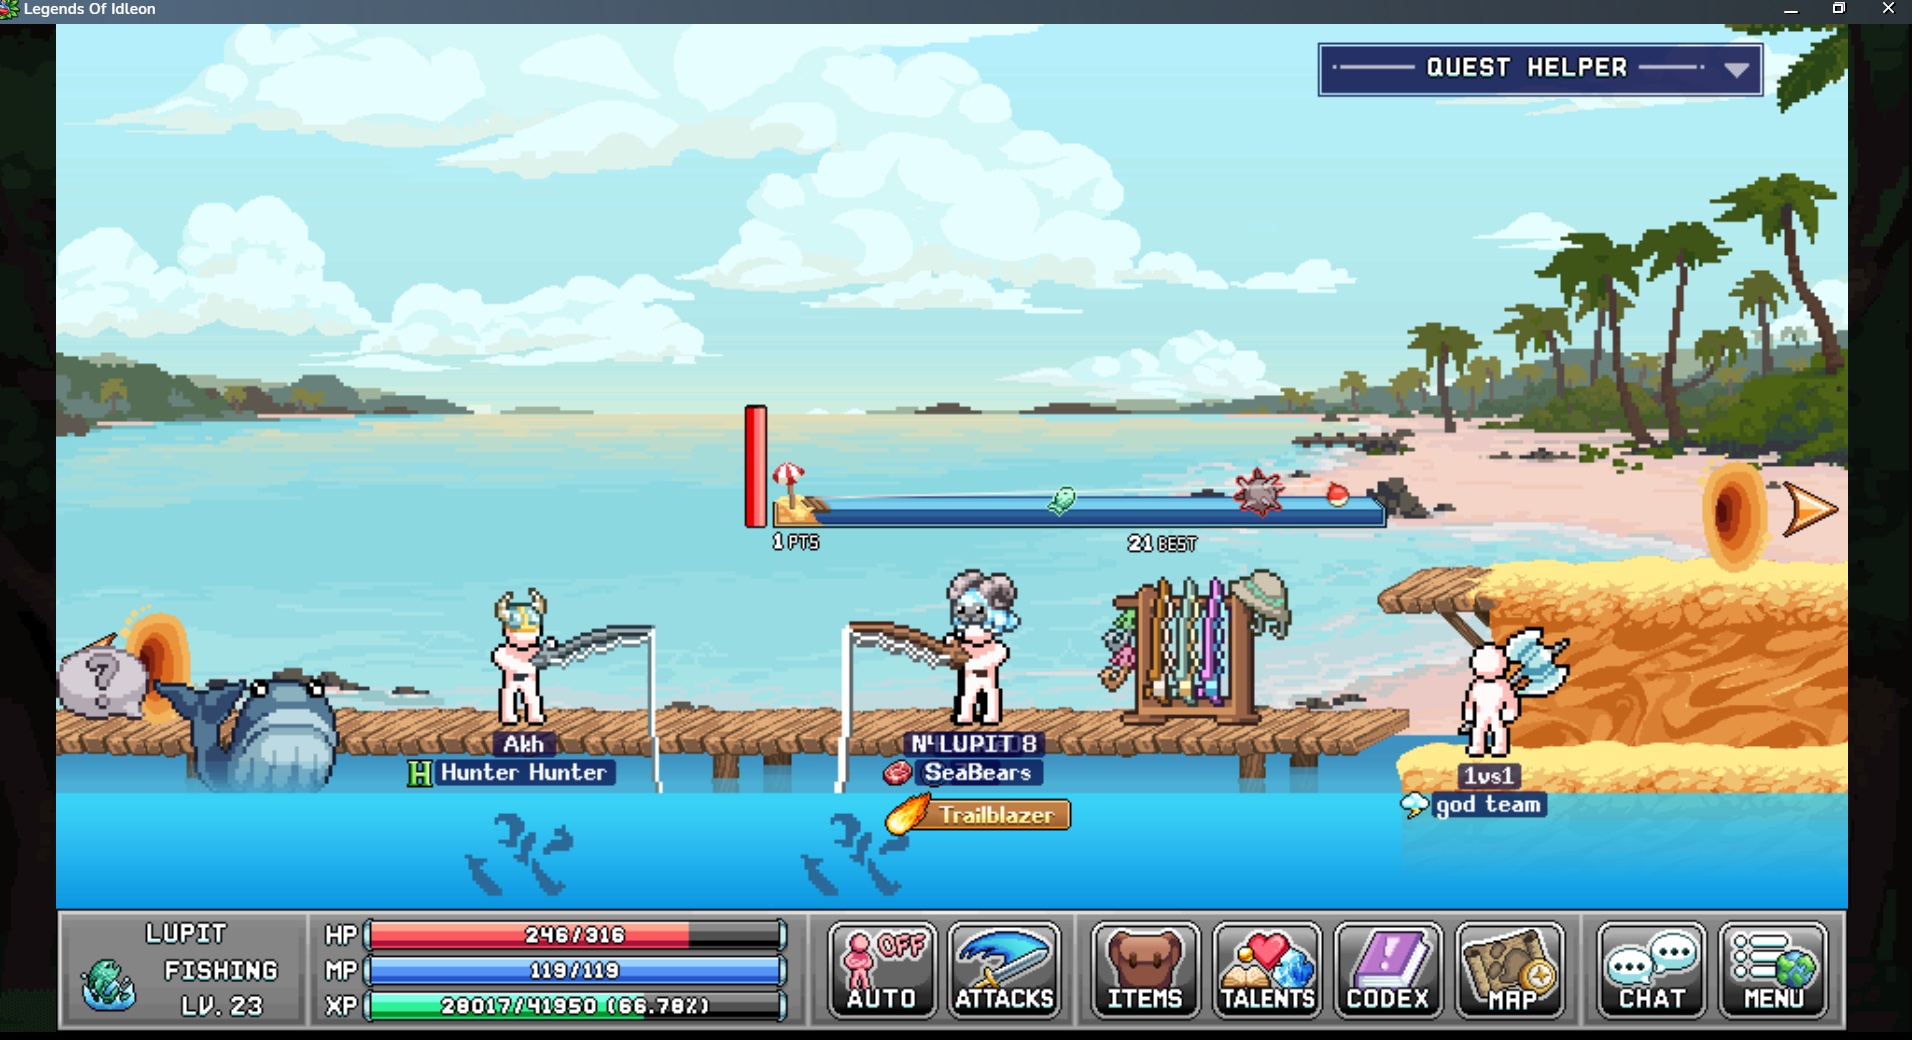 Legends Of Idleon
QUEST HELPER
1 PTS
21 BEST
?
Akh
H Hunter Hunter
LUPIT 8
SeaBears
Trailblazer
1vs1
god team
LUPIT
FISHING
LV. 23
HP 246/316
MP 119/119
XP 28017/41950 (66.78%)
OFF
AUTO
ATTACKS
ITEMS
TALENTS
CODEX
MAP
CHAT
MENU